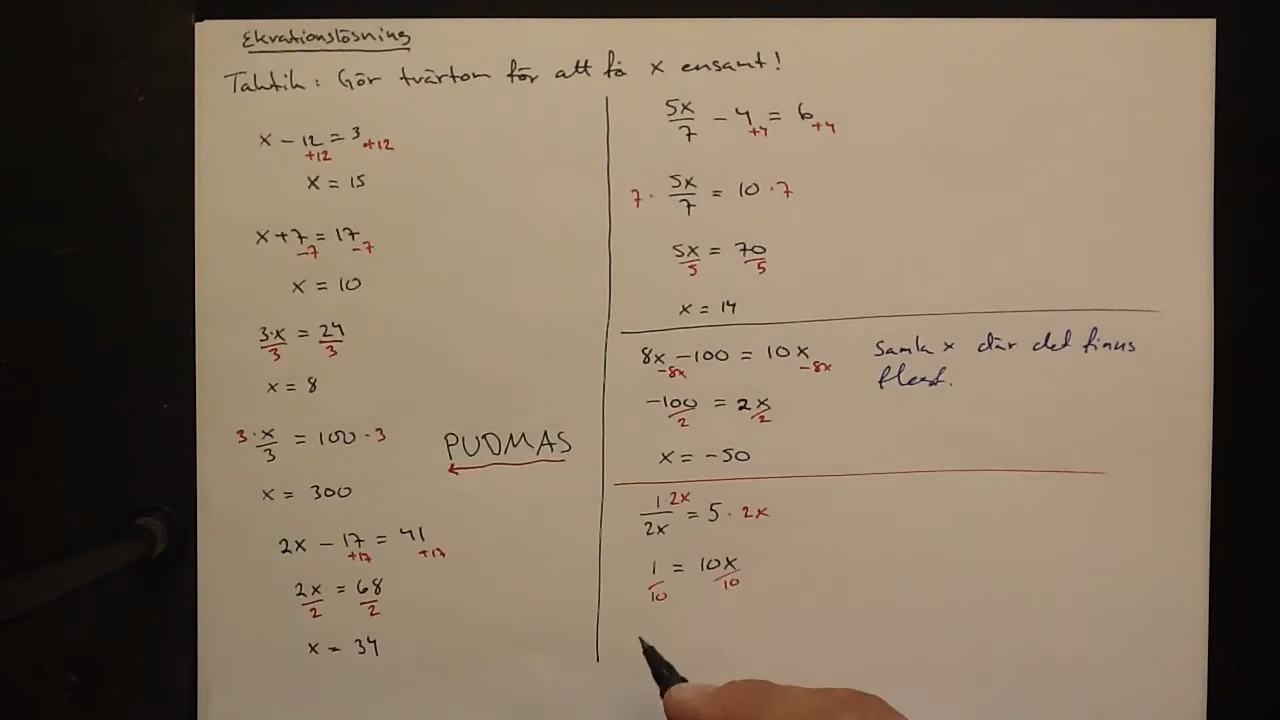 Ekvationslösning
Taktik: Gör tvärtom för att få x ensamt!
x - 12 = 3 +12
+12
x = 15
x + 7 = 17
-7 -7
x = 10
3·x/3 = 24/3
x = 8
3 · x/3 = 100 · 3
x = 300
PUDMAS
2x - 17 = 41
+17 +17
2x/2 = 68/2
x = 34
5x/7 - 4 = 6
+4 +4
7 · 5x/7 = 10 · 7
5x/5 = 70/5
x = 14
8x - 100 = 10x
-8x -8x
Samla x där det finns
flest.
-100/2 = 2x/2
x = -50
1 2x/2x = 5 · 2x
1/10 = 10x/10